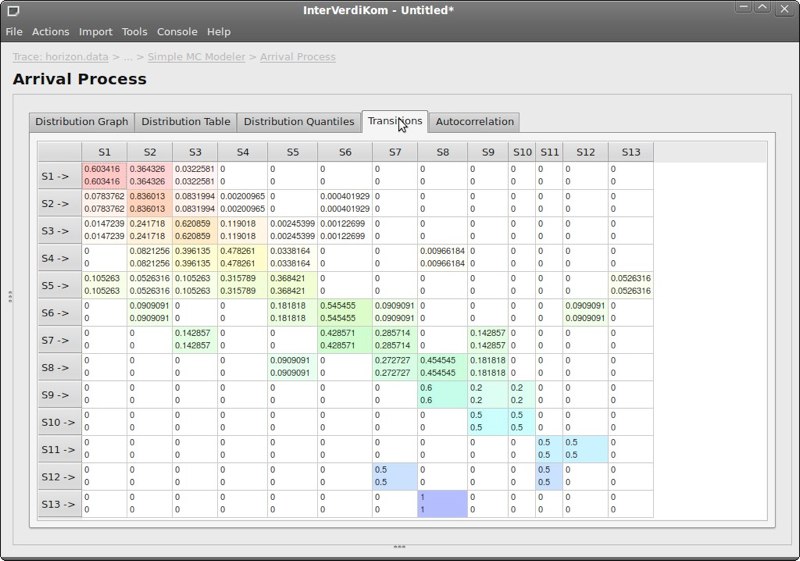 InterVerdiKom - Untitled*
File Actions Import Tools Console Help
Trace: horizon.data > ... > Simple MC Modeler > Arrival Process
Arrival Process
Distribution Graph Distribution Table Distribution Quantiles Transitions Autocorrelation
S1 S2 S3 S4 S5 S6 S7 S8 S9 S10 S11 S12 S13
S1 -> 0.603416 0.364326 0.0322581 0 0 0 0 0 0 0 0 0 0
0.603416 0.364326 0.0322581 0 0 0 0 0 0 0 0 0 0
S2 -> 0.0783762 0.836013 0.0831994 0.00200965 0 0.000401929 0 0 0 0 0 0 0
0.0783762 0.836013 0.0831994 0.00200965 0 0.000401929 0 0 0 0 0 0 0
S3 -> 0.0147239 0.241718 0.620859 0.119018 0.00245399 0.00122699 0 0 0 0 0 0 0
0.0147239 0.241718 0.620859 0.119018 0.00245399 0.00122699 0 0 0 0 0 0 0
S4 -> 0 0.0821256 0.396135 0.478261 0.0338164 0 0 0.00966184 0 0 0 0 0
0 0.0821256 0.396135 0.478261 0.0338164 0 0 0.00966184 0 0 0 0 0
S5 -> 0.105263 0.0526316 0.105263 0.315789 0.368421 0 0 0 0 0 0 0 0.0526316
0.105263 0.0526316 0.105263 0.315789 0.368421 0 0 0 0 0 0 0 0.0526316
S6 -> 0 0.0909091 0 0 0.181818 0.545455 0.0909091 0 0 0 0 0.0909091 0
0 0.0909091 0 0 0.181818 0.545455 0.0909091 0 0 0 0 0.0909091 0
S7 -> 0 0 0.142857 0 0 0.428571 0.285714 0 0.142857 0 0 0 0
0 0 0.142857 0 0 0.428571 0.285714 0 0.142857 0 0 0 0
S8 -> 0 0 0 0 0.0909091 0 0.272727 0.454545 0.181818 0 0 0 0
0 0 0 0 0.0909091 0 0.272727 0.454545 0.181818 0 0 0 0
S9 -> 0 0 0 0 0 0 0 0.6 0.2 0.2 0 0 0
0 0 0 0 0 0 0 0.6 0.2 0.2 0 0 0
S10 -> 0 0 0 0 0 0 0 0 0.5 0.5 0 0 0
0 0 0 0 0 0 0 0 0.5 0.5 0 0 0
S11 -> 0 0 0 0 0 0 0 0 0 0 0.5 0.5 0
0 0 0 0 0 0 0 0 0 0 0.5 0.5 0
S12 -> 0 0 0 0 0 0 0.5 0 0 0 0.5 0 0
0 0 0 0 0 0 0.5 0 0 0 0.5 0 0
S13 -> 0 0 0 0 0 0 0 1 0 0 0 0 0
0 0 0 0 0 0 0 1 0 0 0 0 0